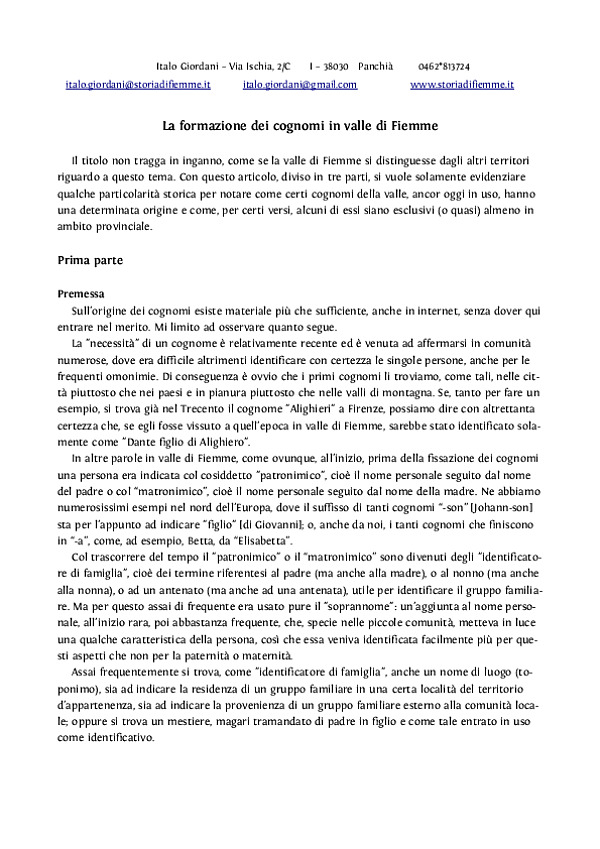 Italo Giordani – Via Ischia, 2/C I – 38030 Panchià 0462*813724
italo.giordani@storiadifiemme.it italo.giordani@gmail.com www.storiadifiemme.it
La formazione dei cognomi in valle di Fiemme
Il titolo non tragga in inganno, come se la valle di Fiemme si distinguesse dagli altri territori
riguardo a questo tema. Con questo articolo, diviso in tre parti, si vuole solamente evidenziare
qualche particolarità storica per notare come certi cognomi della valle, ancor oggi in uso, hanno
una determinata origine e come, per certi versi, alcuni di essi siano esclusivi (o quasi) almeno in
ambito provinciale.
Prima parte
Premessa
Sull'origine dei cognomi esiste materiale più che sufficiente, anche in internet, senza dover qui
entrare nel merito. Mi limito ad osservare quanto segue.
La "necessità" di un cognome è relativamente recente ed è venuta ad affermarsi in comunità
numerose, dove era difficile altrimenti identificare con certezza le singole persone, anche per le
frequenti omonimie. Di conseguenza è ovvio che i primi cognomi li troviamo, come tali, nelle cit-
tà piuttosto che nei paesi e in pianura piuttosto che nelle valli di montagna. Se, tanto per fare un
esempio, si trova già nel Trecento il cognome "Alighieri" a Firenze, possiamo dire con altrettanta
certezza che, se egli fosse vissuto a quell'epoca in valle di Fiemme, sarebbe stato identificato sola-
mente come "Dante figlio di Alighiero".
In altre parole in valle di Fiemme, come ovunque, all'inizio, prima della fissazione dei cognomi
una persona era indicata col cosiddetto "patronimico", cioè il nome personale seguito dal nome
del padre o col "matronimico", cioè il nome personale seguito dal nome della madre. Ne abbiamo
numerosissimi esempi nel nord dell'Europa, dove il suffisso di tanti cognomi "-son" [Johann-son]
sta per l'appunto ad indicare "figlio" [di Giovanni]; o, anche da noi, i tanti cognomi che finiscono
in "-a", come, ad esempio, Betta, da "Elisabetta".
Col trascorrere del tempo il "patronimico" o il "matronimico" sono divenuti degli "identificato-
re di famiglia", cioè dei termine riferentesi al padre (ma anche alla madre), o al nonno (ma anche
alla nonna), o ad un antenato (ma anche ad una antenata), utile per identificare il gruppo familia-
re. Ma per questo assai di frequente era usato pure il "soprannome": un'aggiunta al nome perso-
nale, all'inizio rara, poi abbastanza frequente, che, specie nelle piccole comunità, metteva in luce
una qualche caratteristica della persona, così che essa veniva identificata facilmente più per que-
sti aspetti che non per la paternità o maternità.
Assai frequentemente si trova, come "identificatore di famiglia", anche un nome di luogo (to-
ponimo), sia ad indicare la residenza di un gruppo familiare in una certa località del territorio
d'appartenenza, sia ad indicare la provenienza di un gruppo familiare esterno alla comunità loca-
le; oppure si trova un mestiere, magari tramandato di padre in figlio e come tale entrato in uso
come identificativo.